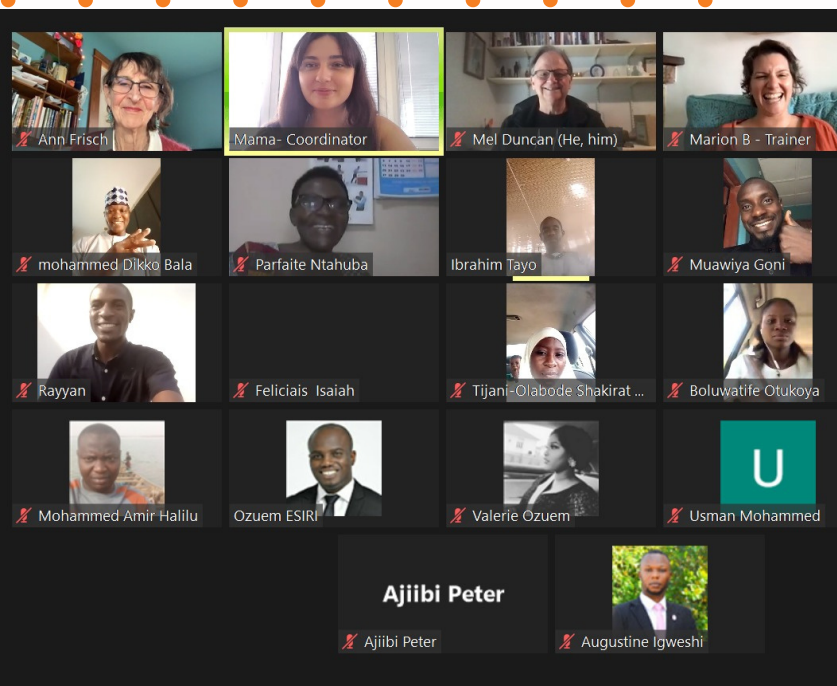 Ann Frisch
Mama- Coordinator
Mel Duncan (He, him)
Marion B - Trainer
mohammed Dikko Bala
Parfaite Ntahuba
Ibrahim Tayo
Muawiya Goni
Rayyan
Feliciais Isaiah
Tijani-Olabode Shakirat ...
Boluwatife Otukoya
Mohammed Amir Halilu
Ozuem ESIRI
Valerie Ozuem
U
Usman Mohammed
Ajiibi Peter
Ajiibi Peter
Augustine Igweshi